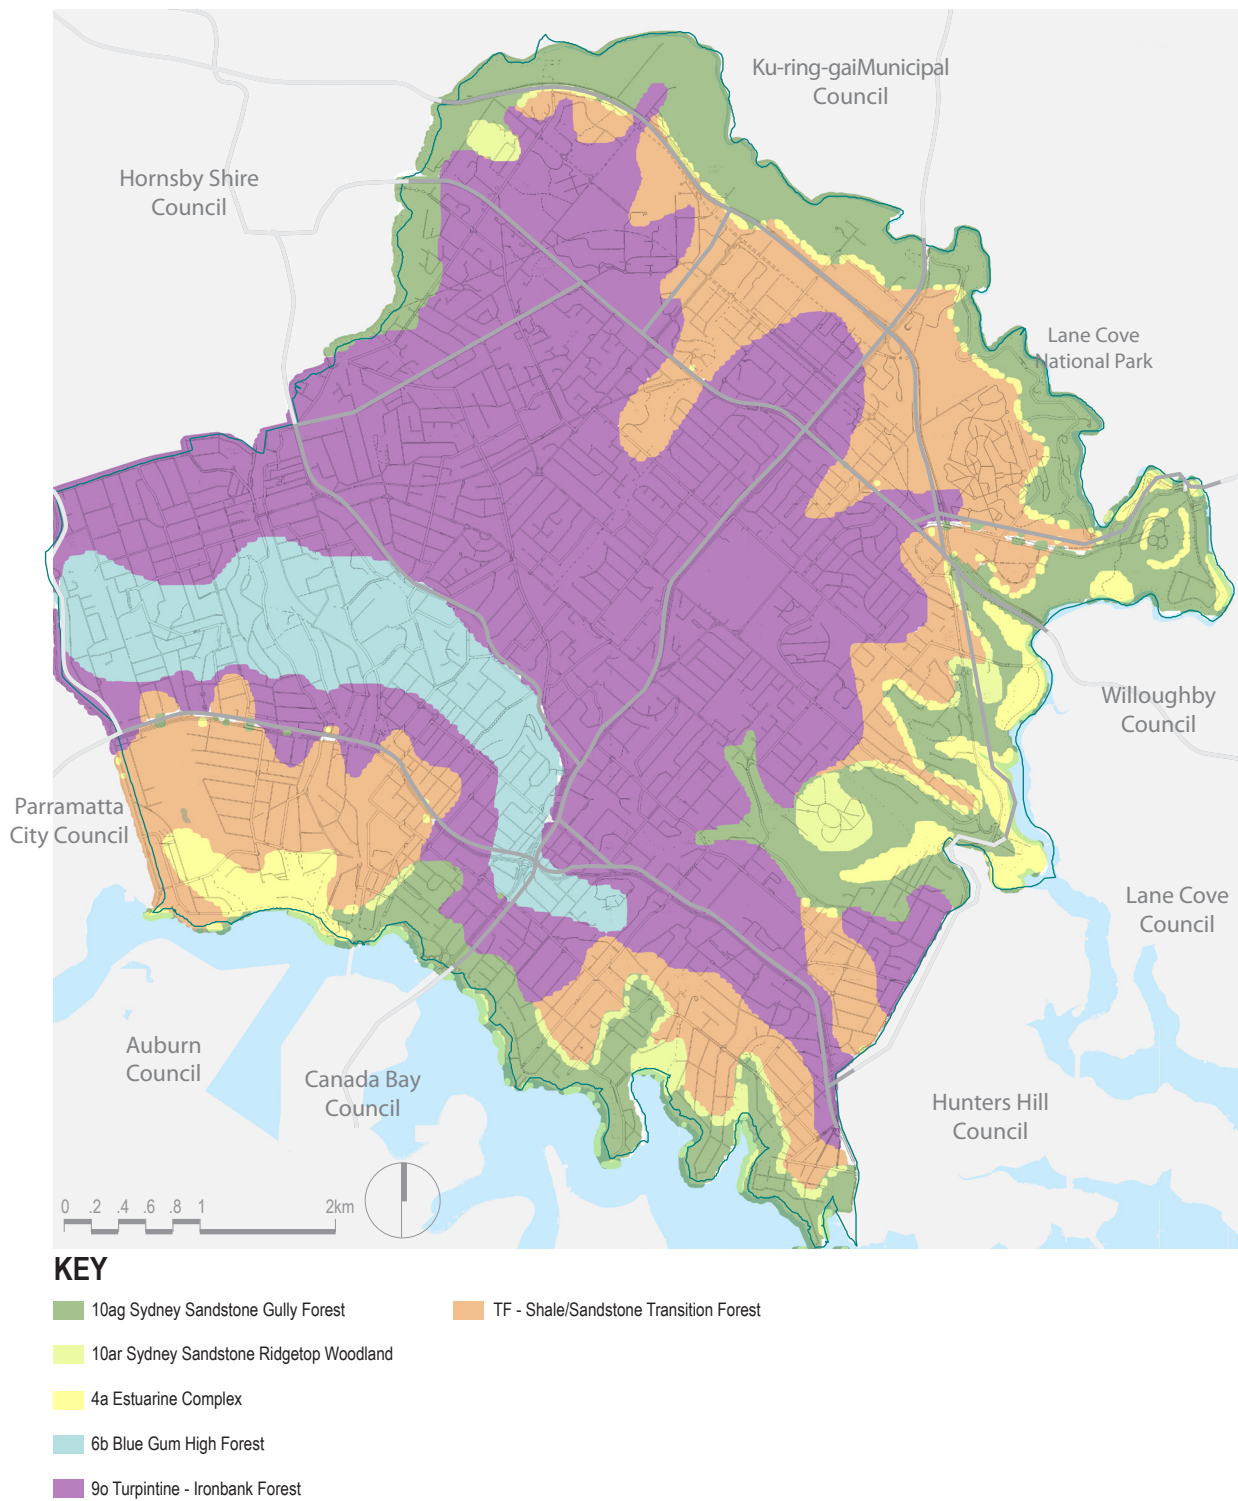 Ku-ring-gaiMunicipal
Council
Hornsby Shire
Council
Lane Cove
National Park
Willoughby
Council
Parramatta
City Council
Lane Cove
Council
Auburn
Council
Canada Bay
Council
Hunters Hill
Council
0 .2 .4 .6 .8 1 2km
KEY
10ag Sydney Sandstone Gully Forest
TF - Shale/Sandstone Transition Forest
10ar Sydney Sandstone Ridgetop Woodland
4a Estuarine Complex
6b Blue Gum High Forest
9o Turpintine - Ironbank Forest